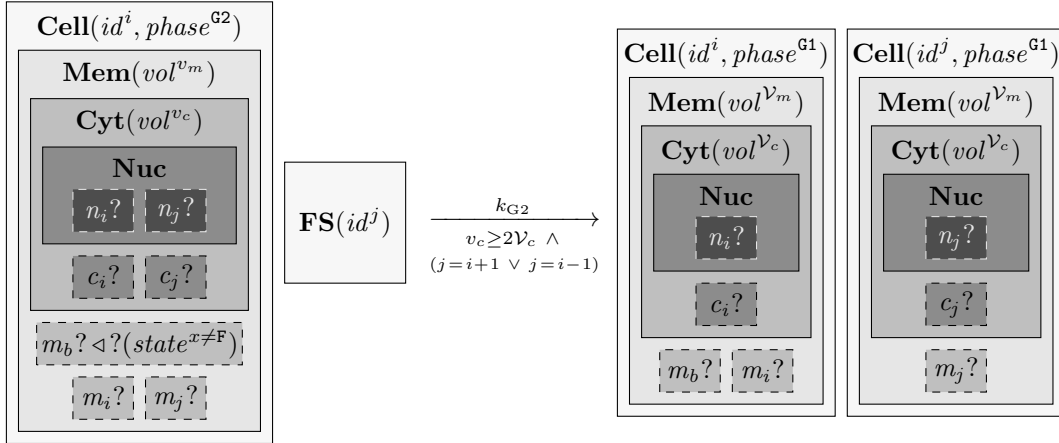 Cell(id^i, phase^G2)
Mem(vol^{v_m})
Cyt(vol^{v_c})
Nuc
n_i? n_j?
c_i? c_j?
m_b? ◁ ?(state^{x≠F})
m_i? m_j?
FS(id^j)
k_G2
v_c≥2𝒱_c ∧
(j=i+1 ∨ j=i−1)
Cell(id^i, phase^G1)
Mem(vol^{𝒱_m})
Cyt(vol^{𝒱_c})
Nuc
n_i?
c_i?
m_b? m_i?
Cell(id^j, phase^G1)
Mem(vol^{𝒱_m})
Cyt(vol^{𝒱_c})
Nuc
n_j?
c_j?
m_j?